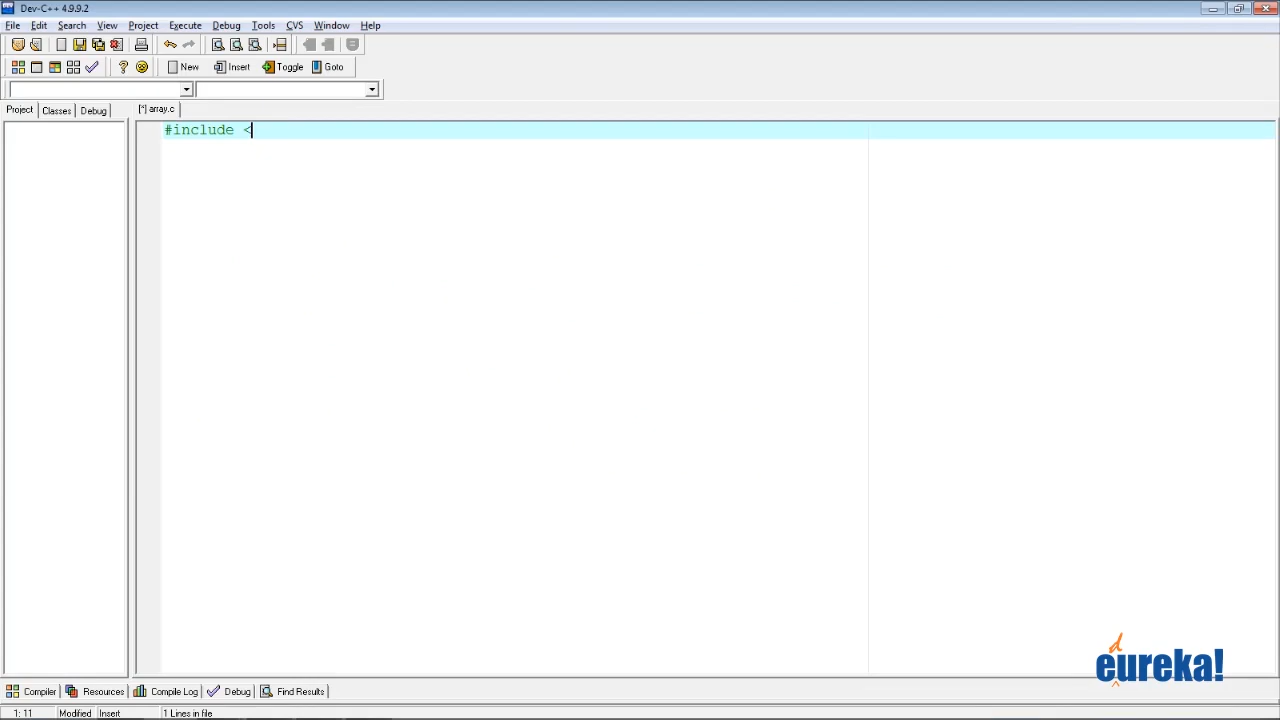 Dev-C++ 4.9.9.2
File Edit Search View Project Execute Debug Tools CVS Window Help
New Insert Toggle Goto
Project Classes Debug [*] array.c
#include <
edureka!
Compiler Resources Compile Log Debug Find Results
1: 11 Modified Insert 1 Lines in file